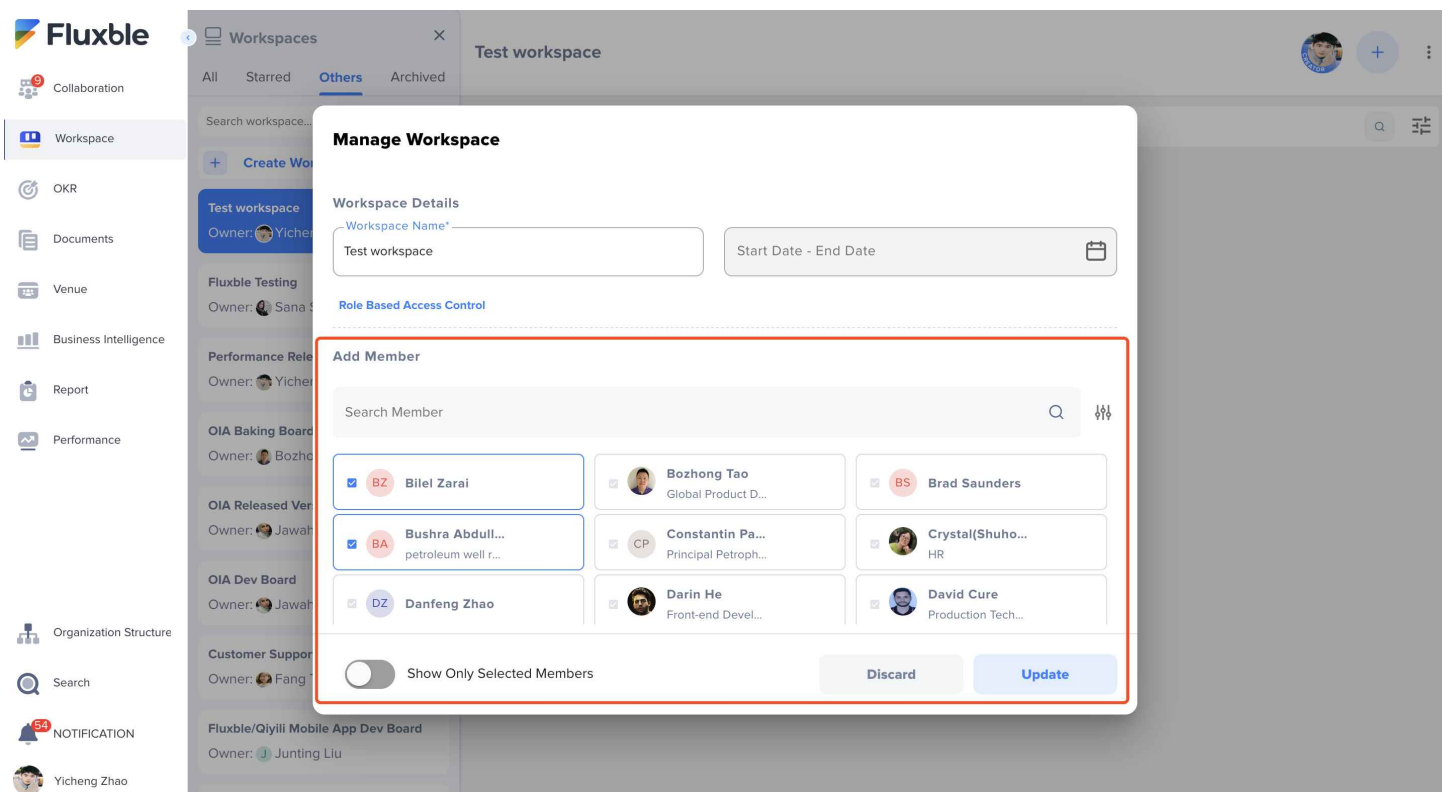 Fluxble
9
Collaboration
Workspace
OKR
Documents
Venue
Business Intelligence
Report
Performance
Organization Structure
Search
54
NOTIFICATION
Yicheng Zhao
Workspaces
All Starred Others Archived
Search workspace...
+ Create Wor
Test workspace
Owner: Yicher
Fluxble Testing
Owner: Sana S
Performance Rele
Owner: Yicher
OIA Baking Board
Owner: Bozho
OIA Released Ver
Owner: Jawah
OIA Dev Board
Owner: Jawah
Customer Suppor
Owner: Fang
Fluxble/Qiyili Mobile App Dev Board
Owner: J Junting Liu
Test workspace
CREATOR
+
Manage Workspace
Workspace Details
Workspace Name*
Test workspace
Start Date - End Date
Role Based Access Control
Add Member
Search Member
BZ Bilel Zarai
Bozhong Tao
Global Product D...
BS Brad Saunders
BA Bushra Abdull...
petroleum well r...
CP Constantin Pa...
Principal Petroph...
Crystal(Shuho...
HR
DZ Danfeng Zhao
Darin He
Front-end Devel...
David Cure
Production Tech...
Show Only Selected Members
Discard
Update